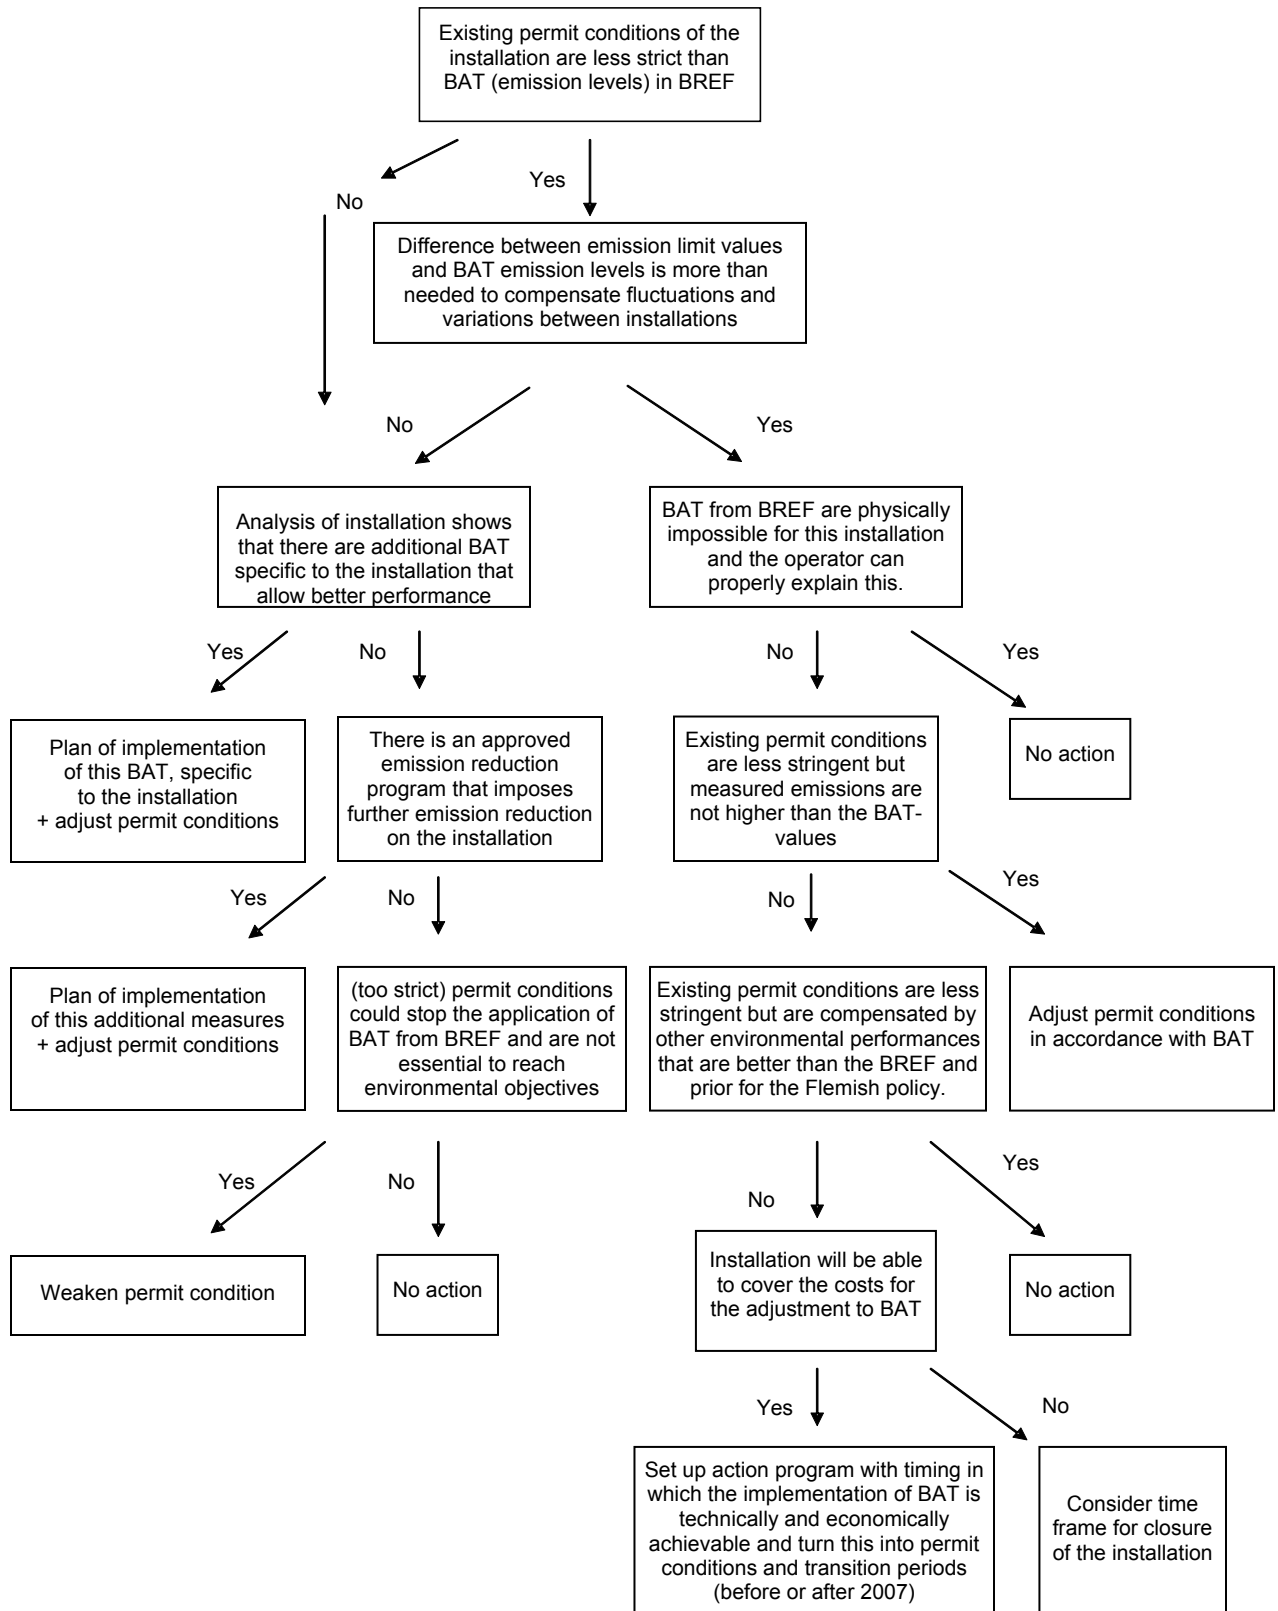 Existing permit conditions of the
installation are less strict than
BAT (emission levels) in BREF
Yes
No
Difference between emission limit values
and BAT emission levels is more than
needed to compensate fluctuations and
variations between installations
No
Yes
Analysis of installation shows
that there are additional BAT
specific to the installation that
allow better performance
BAT from BREF are physically
impossible for this installation
and the operator can
properly explain this.
Yes
No
No
Yes
Plan of implementation
of this BAT, specific
to the installation
+ adjust permit conditions
There is an approved
emission reduction
program that imposes
further emission reduction
on the installation
Existing permit conditions
are less stringent but
measured emissions are
not higher than the BAT-
values
No action
Yes
No
No
Yes
Plan of implementation
of this additional measures
+ adjust permit conditions
(too strict) permit conditions
could stop the application of
BAT from BREF and are not
essential to reach
environmental objectives
Existing permit conditions are less
stringent but are compensated by
other environmental performances
that are better than the BREF and
prior for the Flemish policy.
Adjust permit conditions
in accordance with BAT
Yes
No
No
Yes
Weaken permit condition
No action
Installation will be able
to cover the costs for
the adjustment to BAT
No action
Yes
No
Set up action program with timing in
which the implementation of BAT is
technically and economically
achievable and turn this into permit
conditions and transition periods
(before or after 2007)
Consider time
frame for closure
of the installation